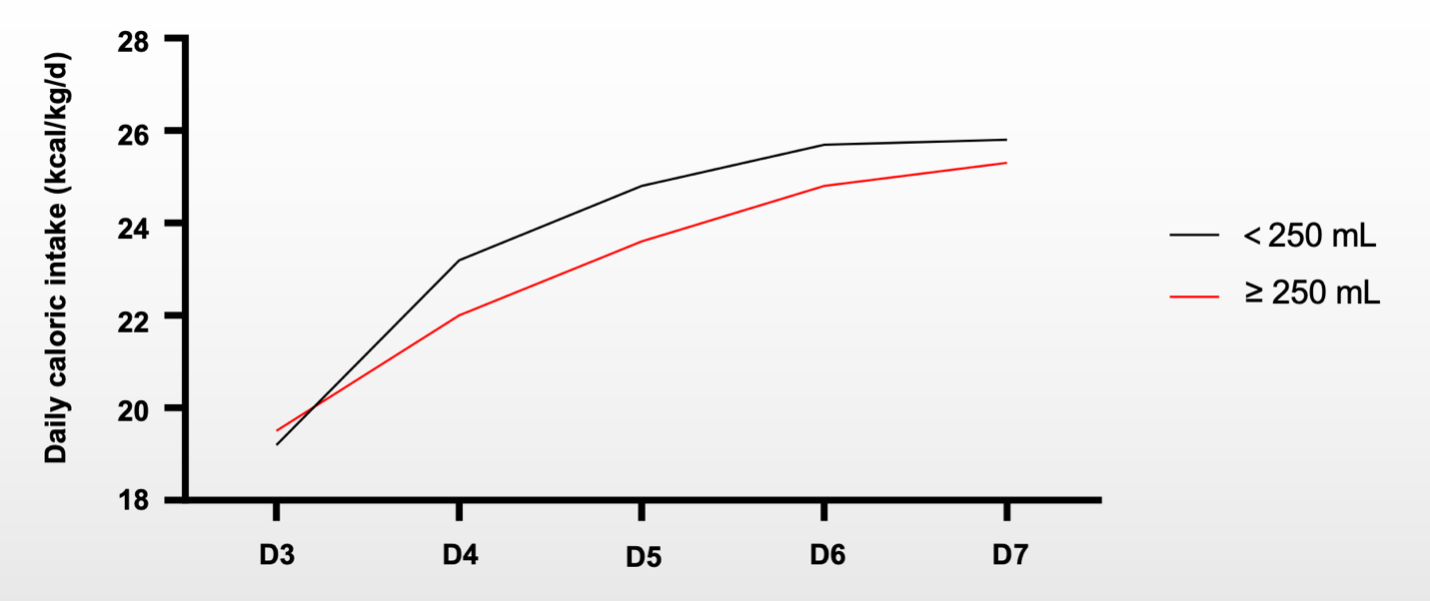 Daily caloric intake (kcal/kg/d)
28
26
24
22
20
18
D3
D4
D5
D6
D7
< 250 mL
≥ 250 mL